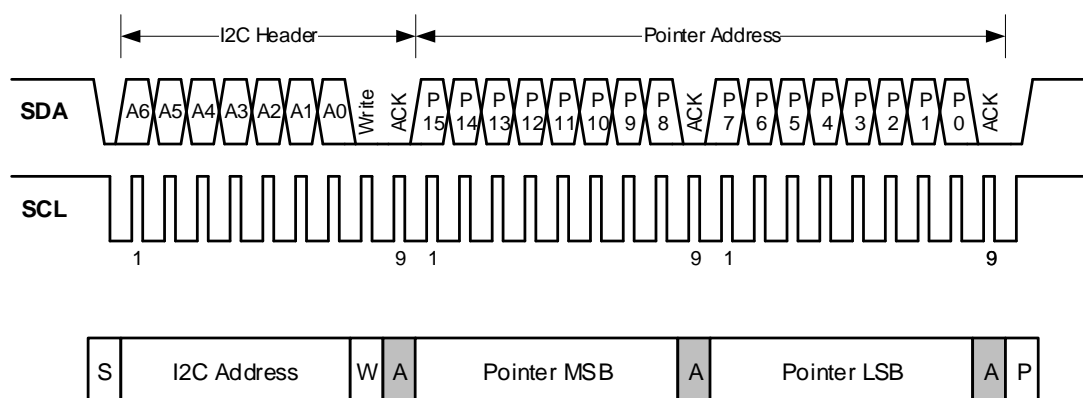 I2C Header Pointer Address
SDA A6 A5 A4 A3 A2 A1 A0 Write ACK P 15 P 14 P 13 P 12 P 11 P 10 P 9 P 8 ACK P 7 P 6 P 5 P 4 P 3 P 2 P 1 P 0 ACK
SCL
1 9 1 9 1 9
S I2C Address W A Pointer MSB A Pointer LSB A P